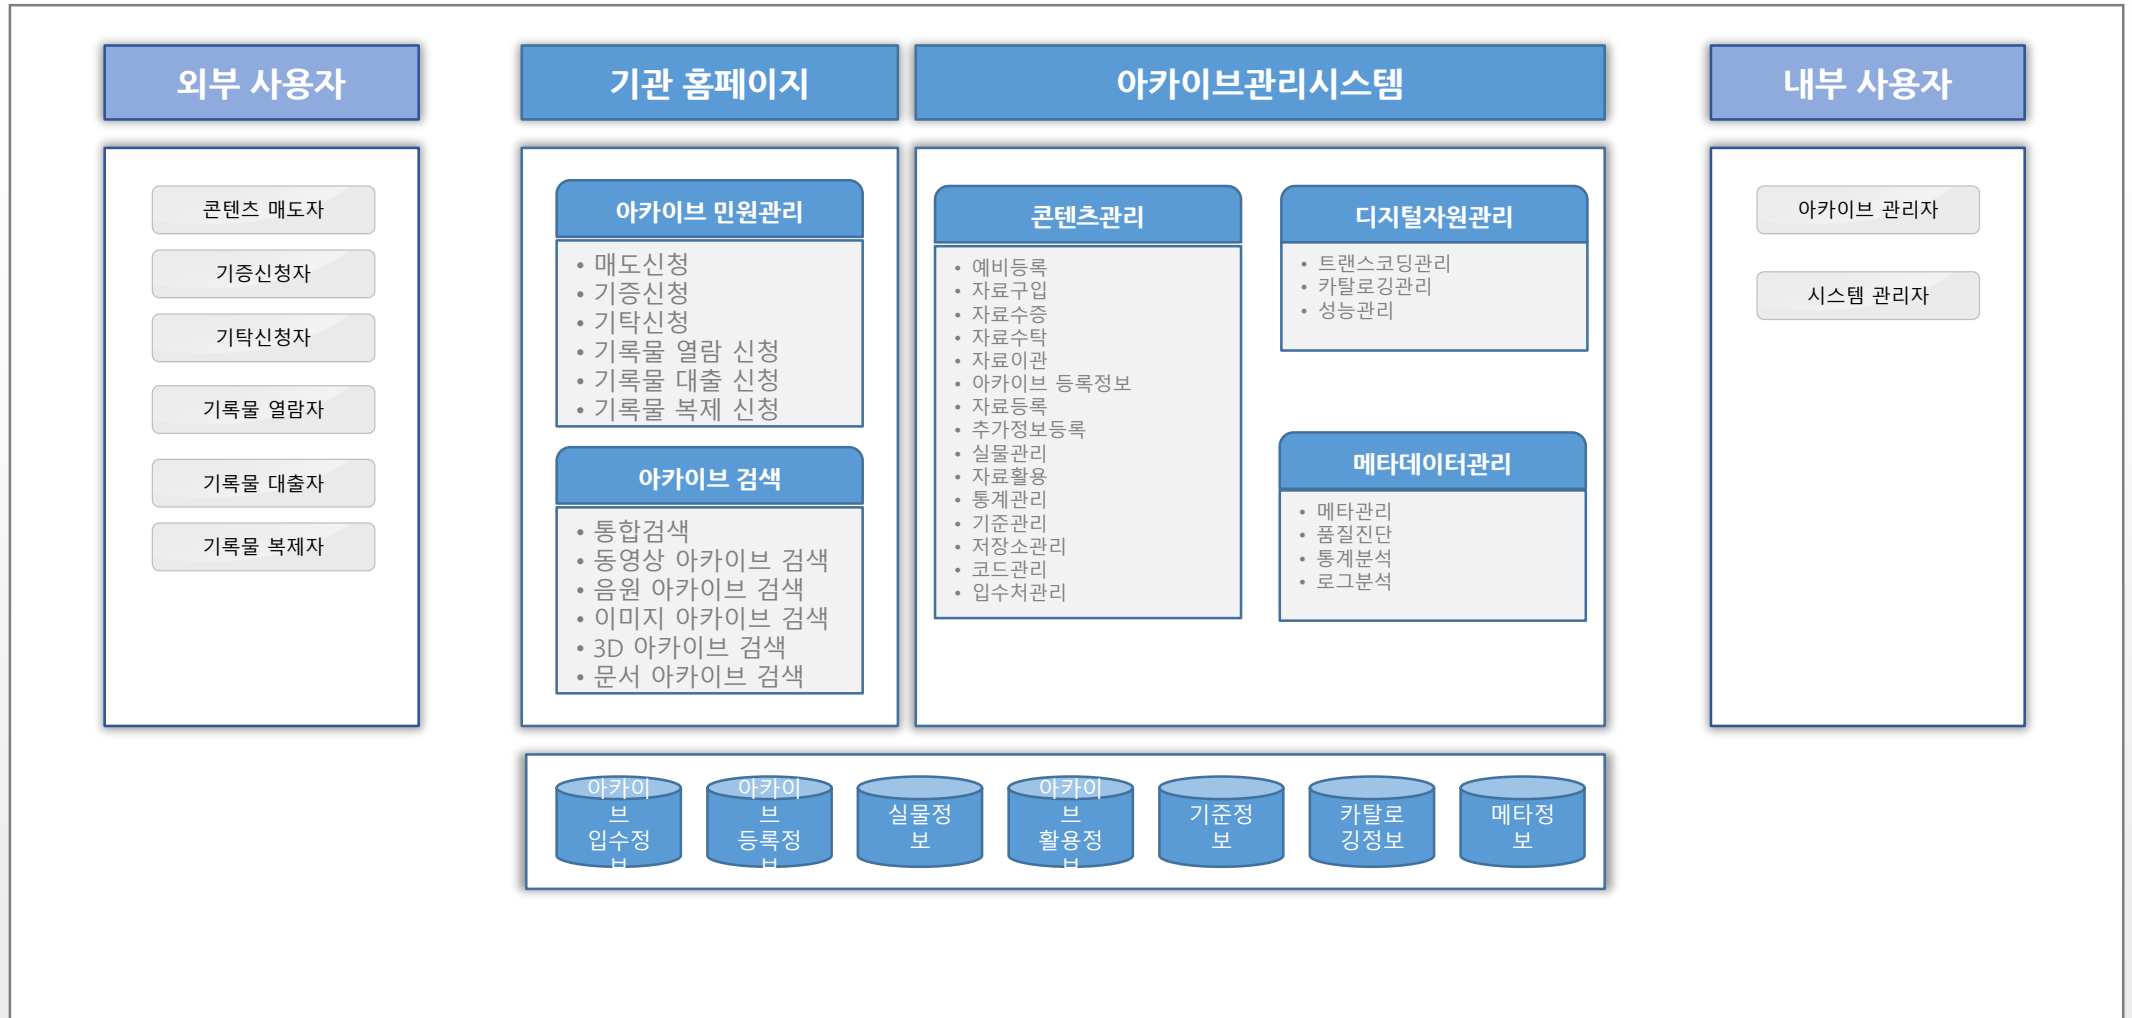 외부 사용자
콘텐츠 매도자
기증신청자
기탁신청자
기록물 열람자
기록물 대출자
기록물 복제자
기관 홈페이지
아카이브 민원관리
• 매도신청
• 기증신청
• 기탁신청
• 기록물 열람 신청
• 기록물 대출 신청
• 기록물 복제 신청
아카이브 검색
• 통합검색
• 동영상 아카이브 검색
• 음원 아카이브 검색
• 이미지 아카이브 검색
• 3D 아카이브 검색
• 문서 아카이브 검색
아카이브관리시스템
콘텐츠관리
• 예비등록
• 자료구입
• 자료수증
• 자료수탁
• 자료이관
• 아카이브 등록정보
• 자료등록
• 추가정보등록
• 실물관리
• 자료활용
• 통계관리
• 기준관리
• 저장소관리
• 코드관리
• 입수처관리
디지털자원관리
• 트랜스코딩관리
• 카탈로깅관리
• 성능관리
메타데이터관리
• 메타관리
• 품질진단
• 통계분석
• 로그분석
내부 사용자
아카이브 관리자
시스템 관리자
아카이
브
입수정
보
아카이
브
등록정
보
실물정
보
아카이
브
활용정
보
기준정
보
카탈로
깅정보
메타정
보